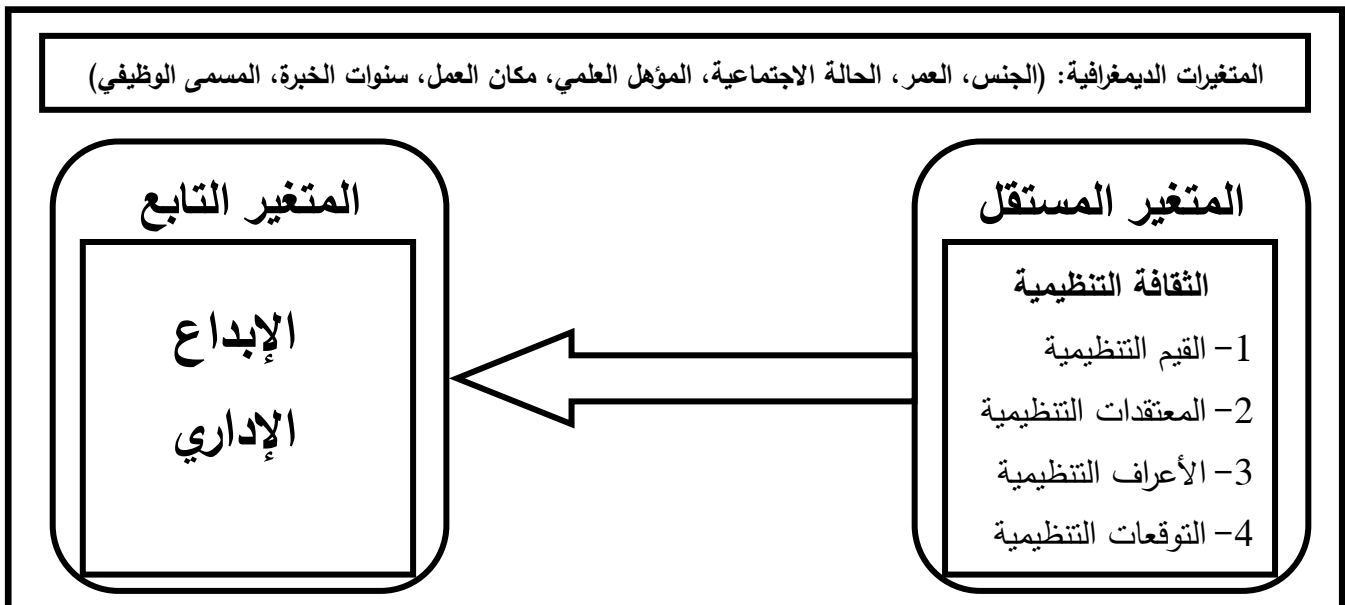 المتغيرات الديمغرافية: (الجنس، العمر، الحالة الاجتماعية، المؤهل العلمي، مكان العمل، سنوات الخبرة، المسمى الوظيفي)
المتغير المستقل
الثقافة التنظيمية
1- القيم التنظيمية
2- المعتقدات التنظيمية
3- الأعراف التنظيمية
4- التوقعات التنظيمية
المتغير التابع
الإبداع
الإداري